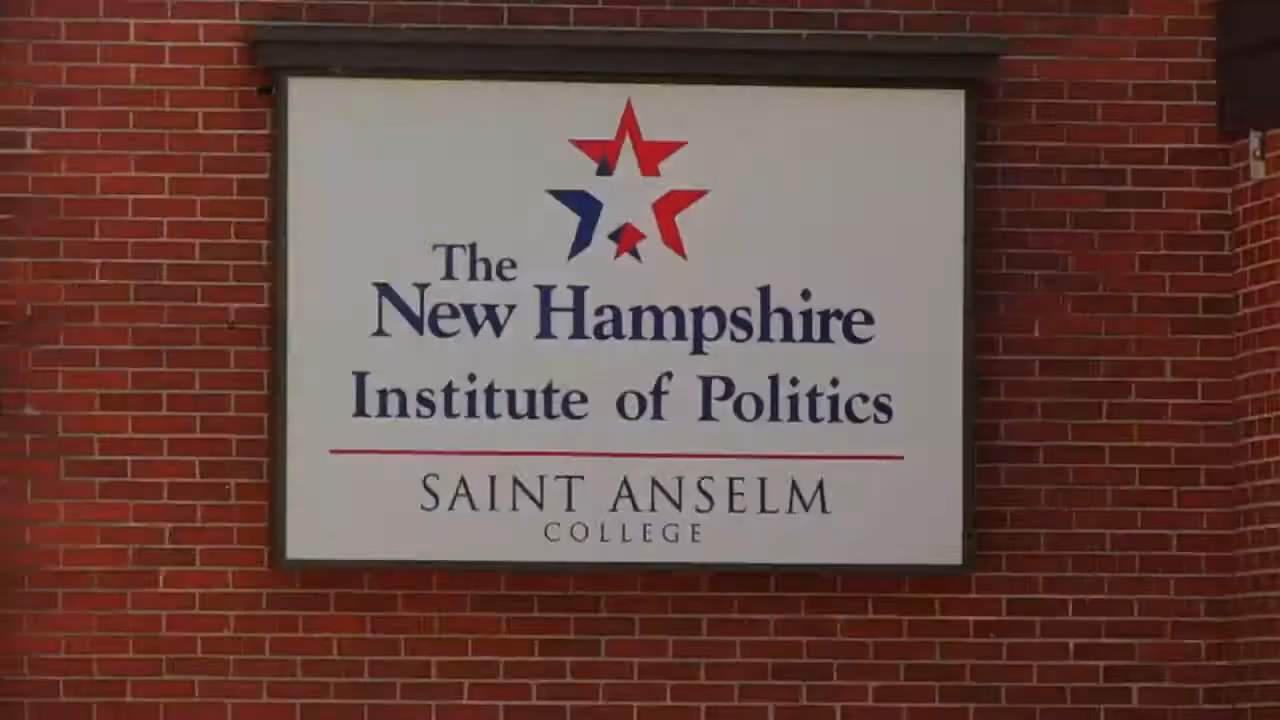 The
New Hampshire
Institute of Politics
SAINT ANSELM
COLLEGE